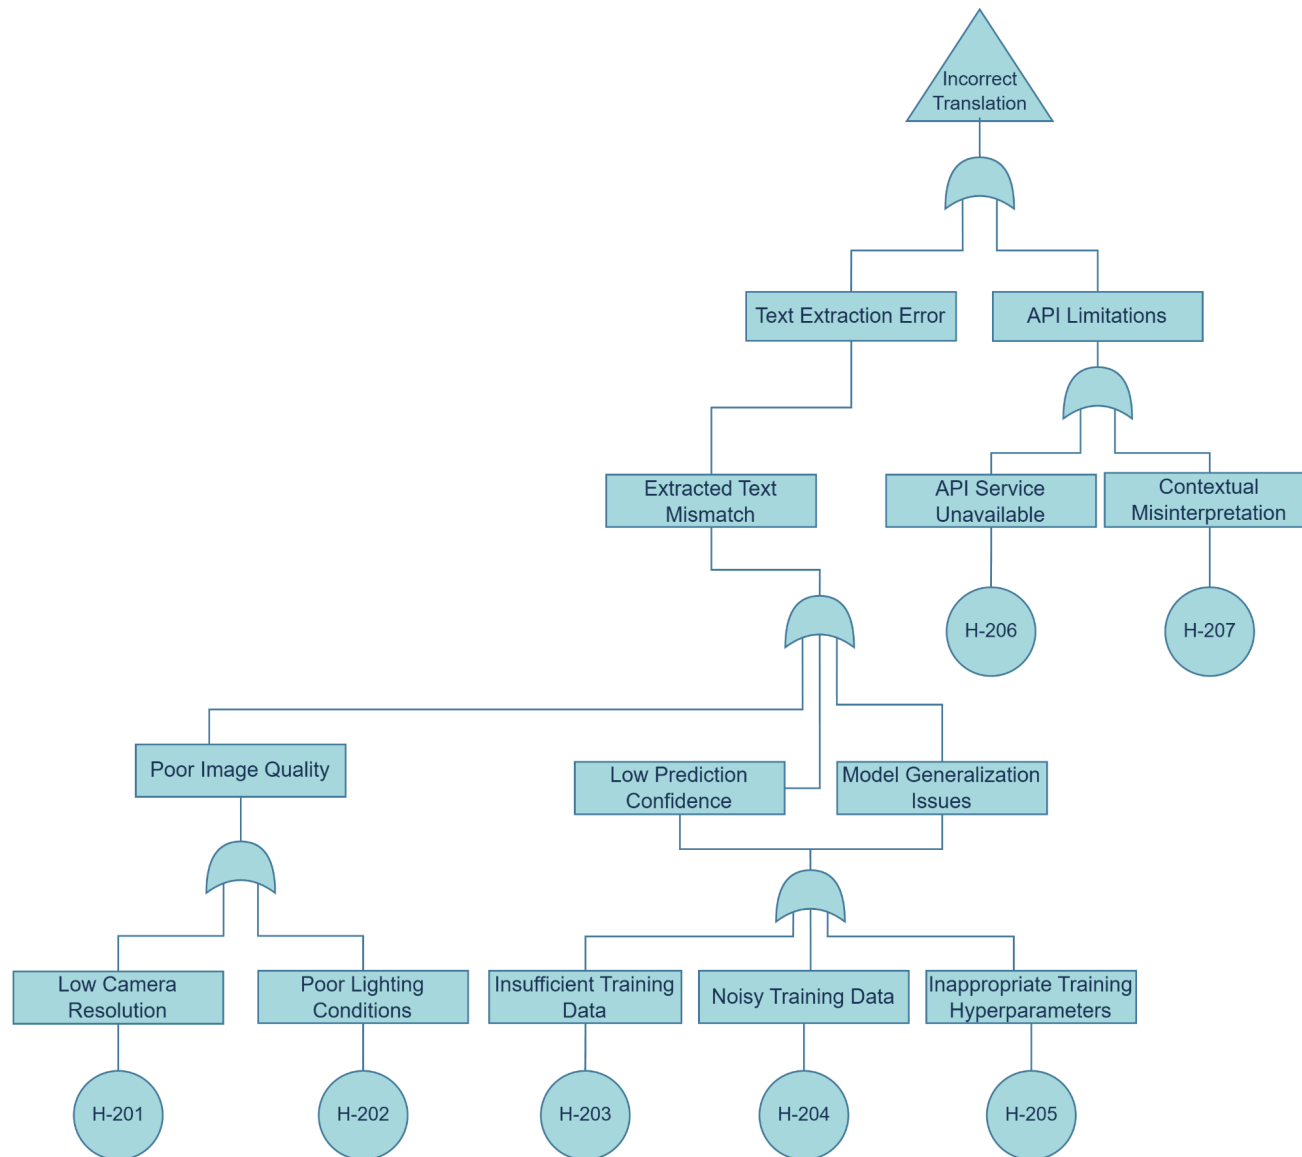 Incorrect
Translation
Text Extraction Error
API Limitations
Extracted Text
Mismatch
API Service
Unavailable
Contextual
Misinterpretation
H-206
H-207
Poor Image Quality
Low Prediction
Confidence
Model Generalization
Issues
Low Camera
Resolution
Poor Lighting
Conditions
Insufficient Training
Data
Noisy Training Data
Inappropriate Training
Hyperparameters
H-201
H-202
H-203
H-204
H-205